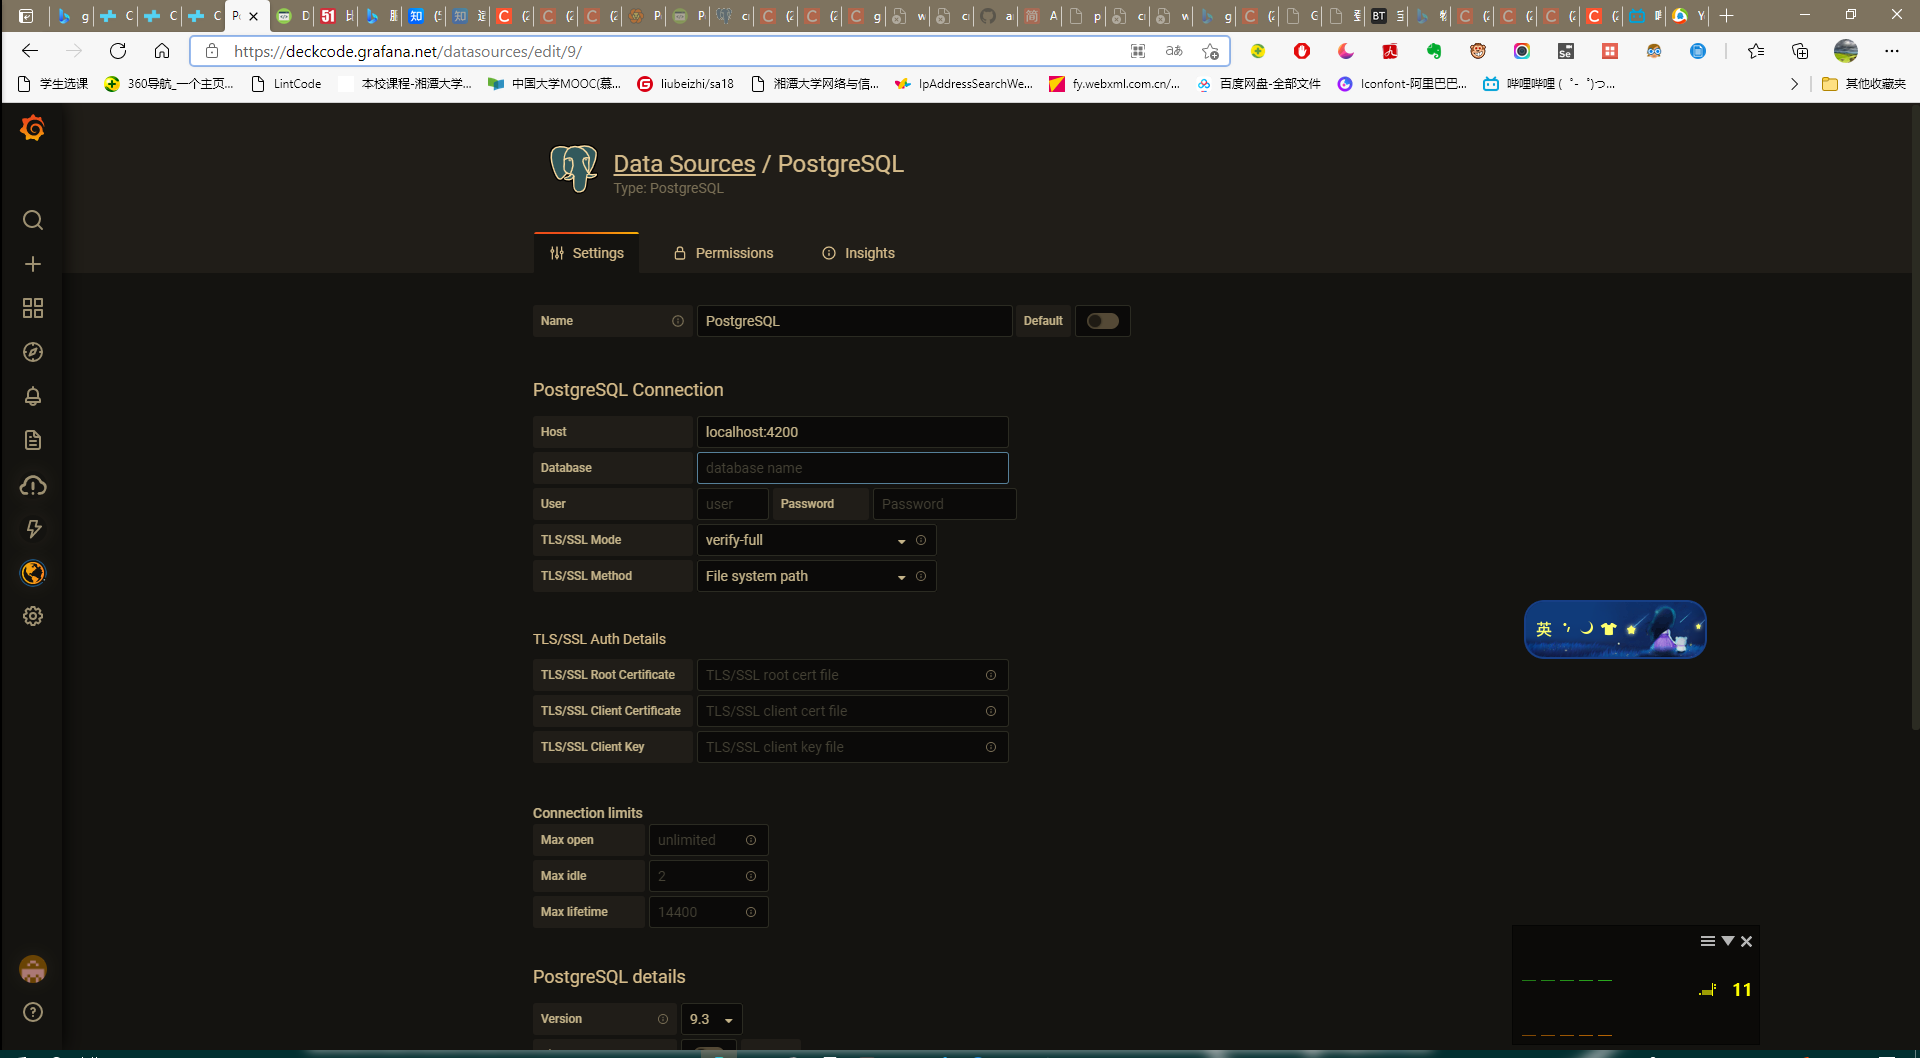 https://deckcode.grafana.net/datasources/edit/9/
学生选课
360导航_一个主页...
LintCode
本校课程-湘潭大学...
中国大学MOOC(慕...
liubeizhi/sa18
湘潭大学网络与信...
IpAddressSearchWe...
fy.webxml.com.cn/...
百度网盘-全部文件
Iconfont-阿里巴巴...
哔哩哔哩 ( ゜- ゜)つ...
其他收藏夹
Data Sources / PostgreSQL
Type: PostgreSQL
Settings
Permissions
Insights
Name
PostgreSQL
Default
PostgreSQL Connection
Host
localhost:4200
Database
database name
User
user
Password
Password
TLS/SSL Mode
verify-full
TLS/SSL Method
File system path
TLS/SSL Auth Details
TLS/SSL Root Certificate
TLS/SSL root cert file
TLS/SSL Client Certificate
TLS/SSL client cert file
TLS/SSL Client Key
TLS/SSL client key file
英
Connection limits
Max open
unlimited
Max idle
2
Max lifetime
14400
11
PostgreSQL details
Version
9.3